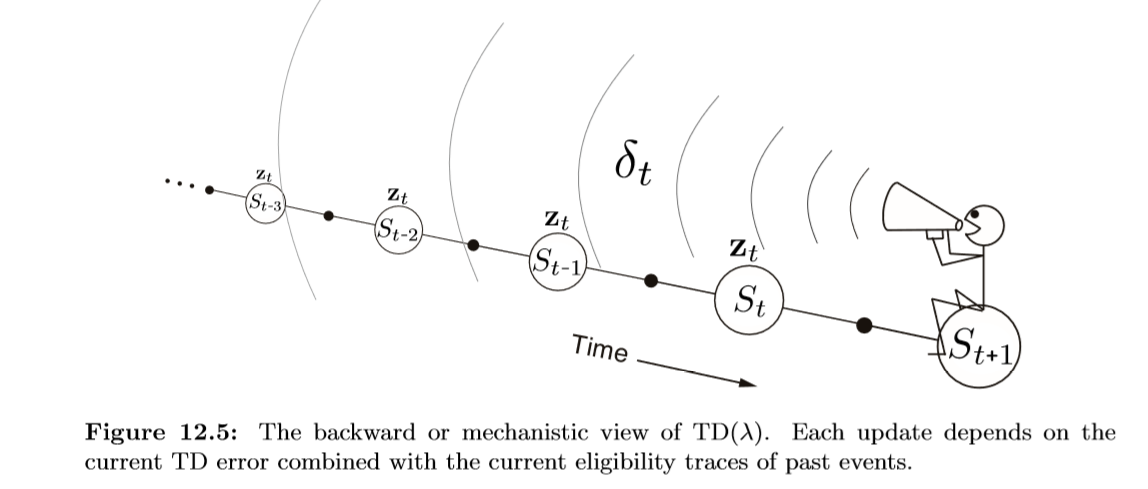 δt
zt
St-3
zt
St-2
zt
St-1
zt
St
St+1
Time
Figure 12.5: The backward or mechanistic view of TD(λ). Each update depends on the
current TD error combined with the current eligibility traces of past events.